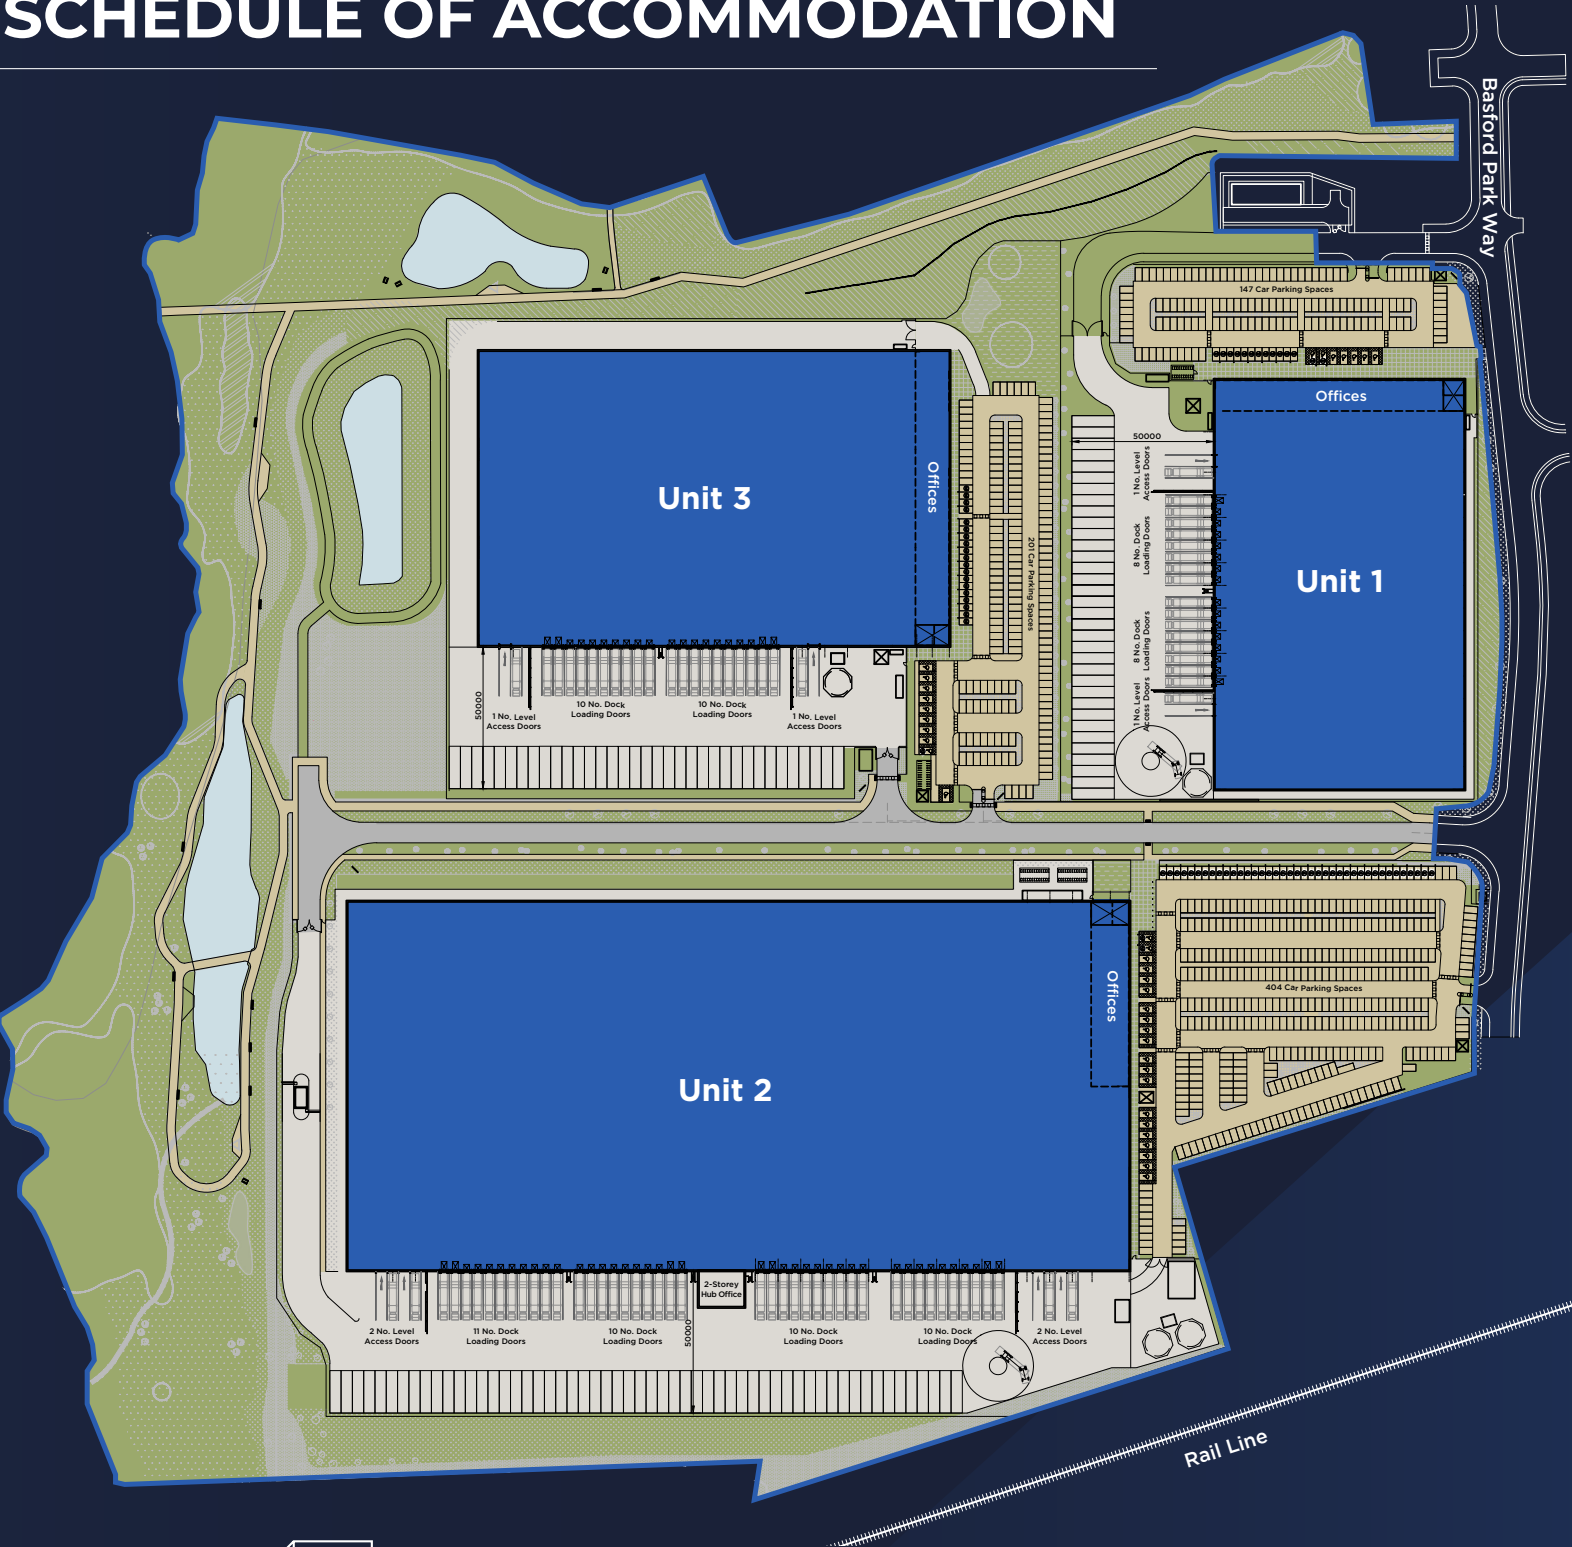 SCHEDULE OF ACCOMMODATION
Basford Park Way
147 Car Parking Spaces
Offices
50000
1 No. Level
Access Doors
8 No. Dock
Loading Doors
Unit 1
8 No. Dock
Loading Doors
1 No. Level
Access Doors
Unit 3
Offices
201 Car Parking Spaces
50000
1 No. Level
Access Doors
10 No. Dock
Loading Doors
10 No. Dock
Loading Doors
1 No. Level
Access Doors
Unit 2
Offices
404 Car Parking Spaces
2-Storey
Hub Office
2 No. Level
Access Doors
11 No. Dock
Loading Doors
10 No. Dock
Loading Doors
50000
10 No. Dock
Loading Doors
10 No. Dock
Loading Doors
2 No. Level
Access Doors
Rail Line